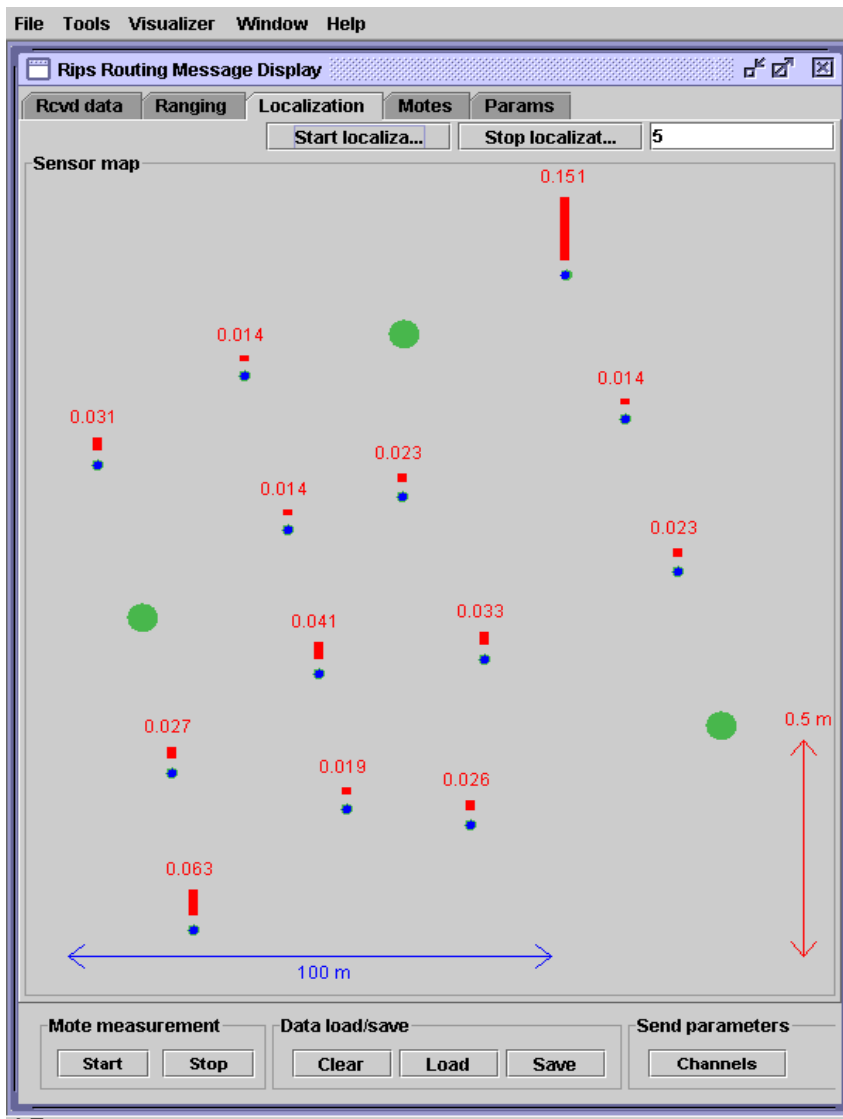 File Tools Visualizer Window Help
Rips Routing Message Display
Rcvd data Ranging Localization Motes Params
Start localiza... Stop localizat... 5
Sensor map
0.151
0.014
0.014
0.031
0.023
0.014
0.023
0.033
0.041
0.5 m
0.027
0.019
0.026
0.063
100 m
Mote measurement Data load/save Send parameters
Start Stop Clear Load Save Channels